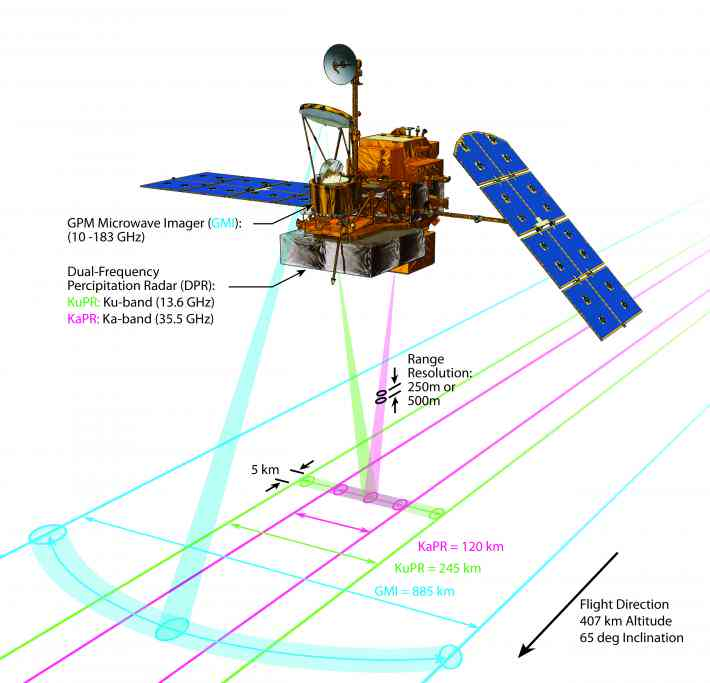 GPM Microwave Imager (GMI):
(10 -183 GHz)
Dual-Frequency
Percipitation Radar (DPR):
KuPR: Ku-band (13.6 GHz)
KaPR: Ka-band (35.5 GHz)
Range
Resolution:
250m or
500m
5 km
KaPR = 120 km
KuPR = 245 km
GMI = 885 km
Flight Direction
407 km Altitude
65 deg Inclination